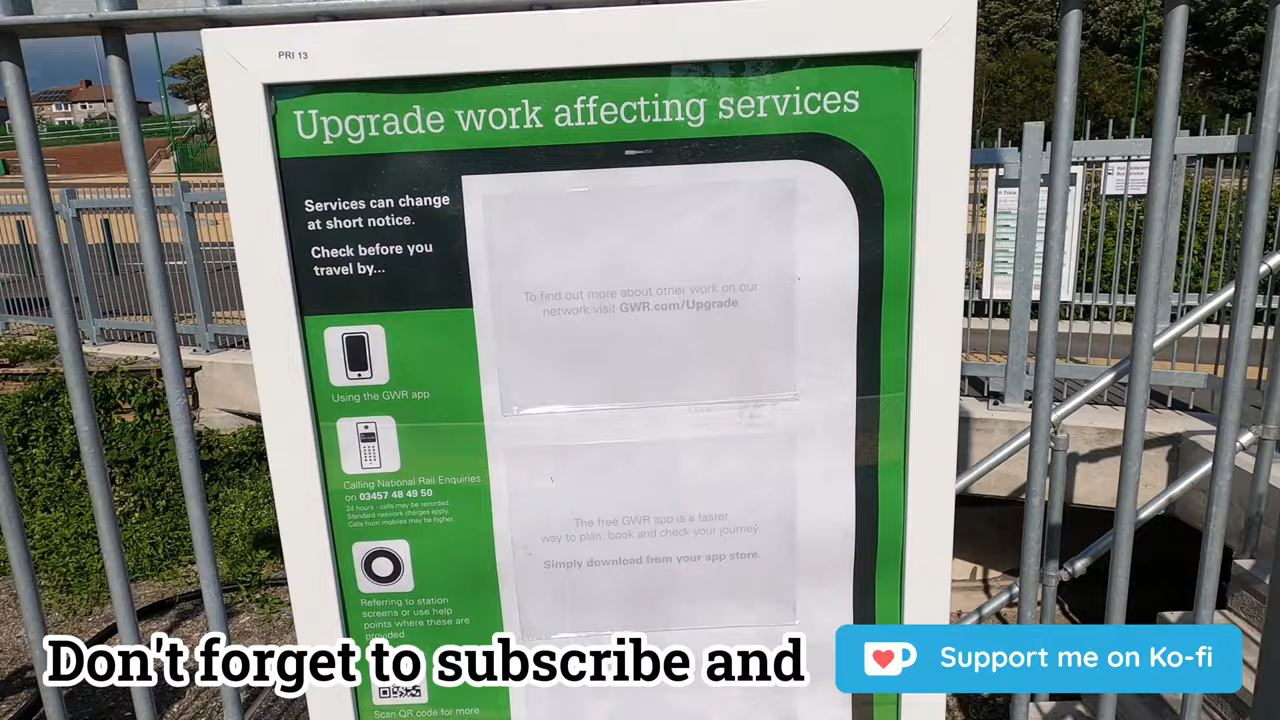 PRI 13
Upgrade work affecting services
Services can change
at short notice.
Check before you
travel by...
To find out more about other work on our
network visit GWR.com/Upgrade
Using the GWR app
Calling National Rail Enquiries
on 03457 48 49 50
24 hours - calls may be recorded.
Standard network charges apply.
Calls from mobiles may be higher.
The free GWR app is a faster
way to plan, book and check your journey
Simply download from your app store.
Referring to station
screens or use help
points where these are
provided
Scan QR code for more
Don't forget to subscribe and
Support me on Ko-fi